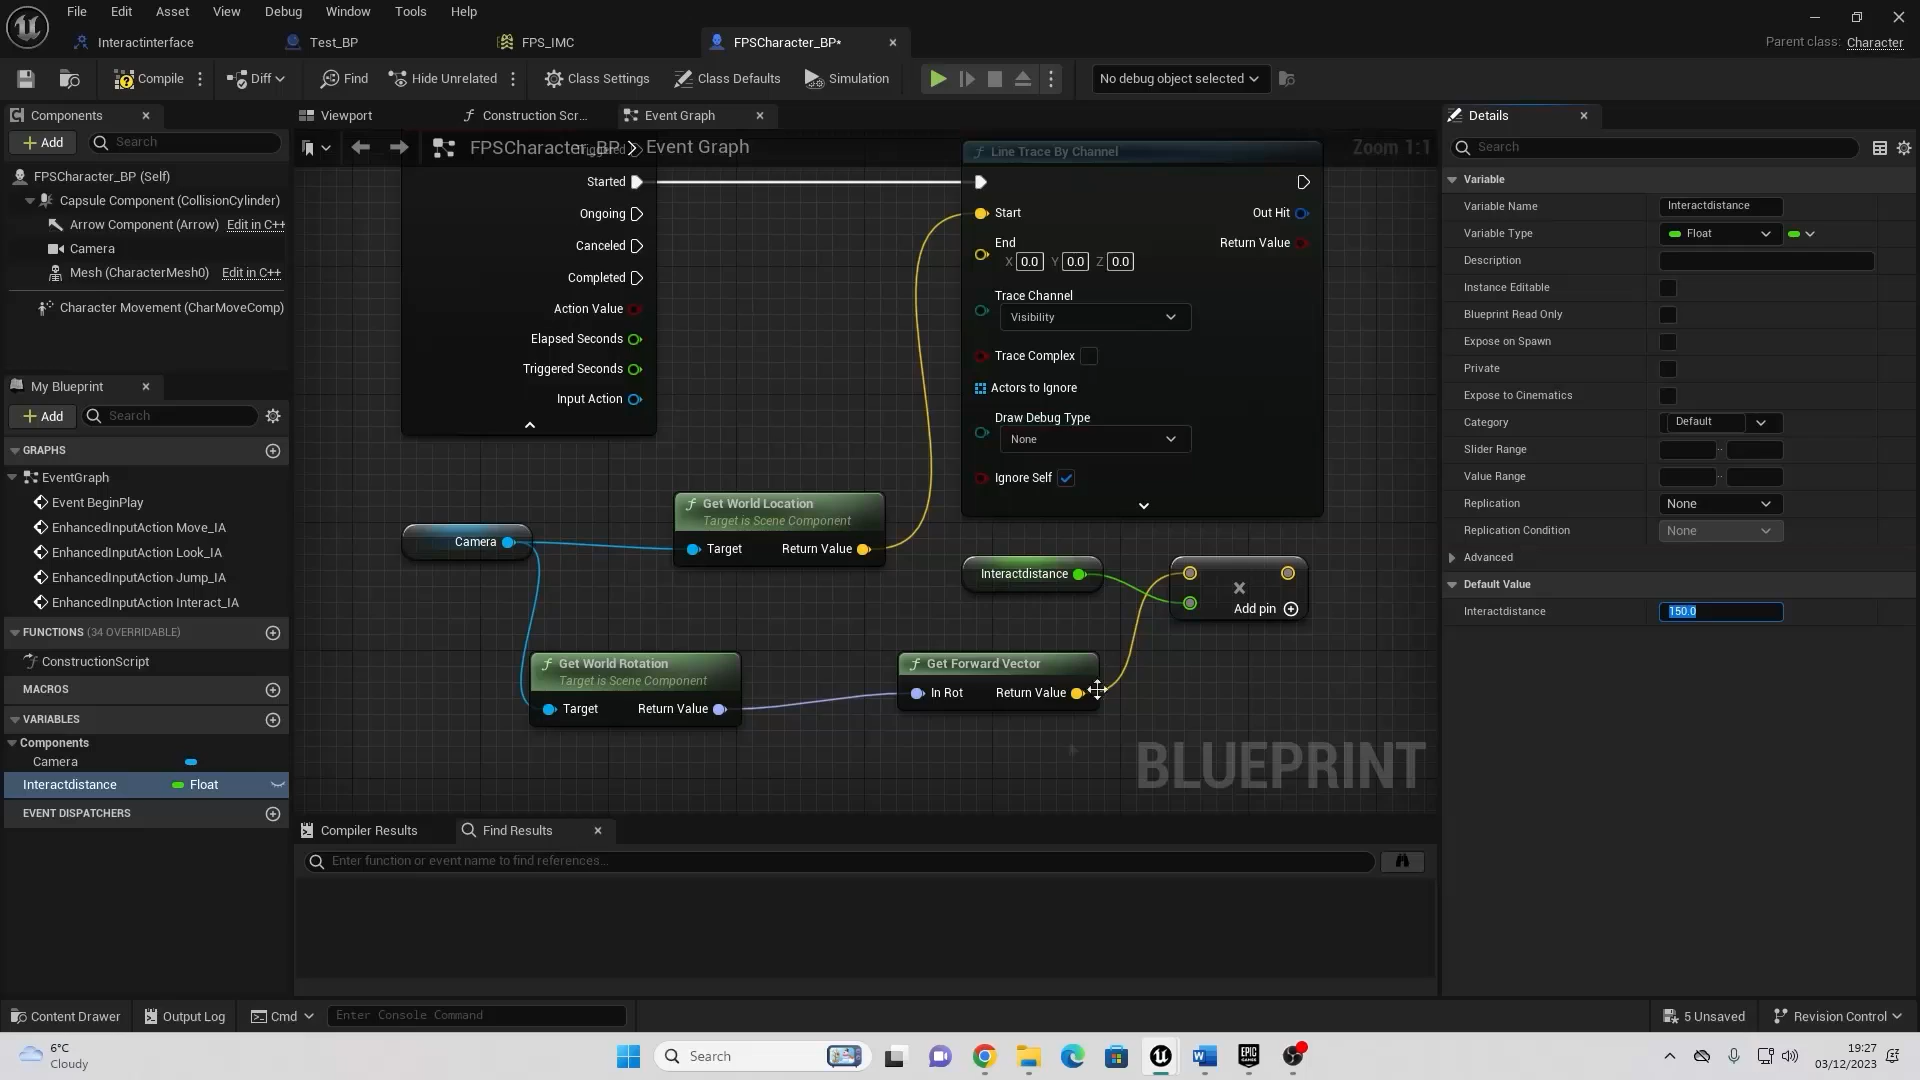 File Edit Asset View Debug Window Tools Help
Interactinterface Test_BP FPS_IMC FPSCharacter_BP* Parent class: Character
Compile Diff Find Hide Unrelated Class Settings Class Defaults Simulation No debug object selected
Components Viewport Construction Scr... Event Graph Details
Add Search FPSCharacter_BP > Event Graph Zoom 1:1 Search
FPSCharacter_BP (Self)
Capsule Component (CollisionCylinder)
Arrow Component (Arrow) Edit in C++
Camera
Mesh (CharacterMesh0) Edit in C++
Character Movement (CharMoveComp)
My Blueprint
Add Search
GRAPHS
EventGraph
Event BeginPlay
EnhancedInputAction Move_IA
EnhancedInputAction Look_IA
EnhancedInputAction Jump_IA
EnhancedInputAction Interact_IA
FUNCTIONS (34 OVERRIDABLE)
ConstructionScript
MACROS
VARIABLES
Components
Camera
Interactdistance Float
EVENT DISPATCHERS
Triggered
Started
Ongoing
Canceled
Completed
Action Value
Elapsed Seconds
Triggered Seconds
Input Action
Line Trace By Channel
Start Out Hit
End Return Value
X 0.0 Y 0.0 Z 0.0
Trace Channel
Visibility
Trace Complex
Actors to Ignore
Draw Debug Type
None
Ignore Self
Camera
Get World Location
Target is Scene Component
Target Return Value
Interactdistance
Add pin
Get World Rotation
Target is Scene Component
Target Return Value
Get Forward Vector
In Rot Return Value
BLUEPRINT
Variable
Variable Name Interactdistance
Variable Type Float
Description
Instance Editable
Blueprint Read Only
Expose on Spawn
Private
Expose to Cinematics
Category Default
Slider Range
Value Range
Replication None
Replication Condition None
Advanced
Default Value
Interactdistance 150.0
Compiler Results Find Results
Enter function or event name to find references...
Content Drawer Output Log Cmd Enter Console Command 5 Unsaved Revision Control
6°C
Cloudy
Search
19:27
03/12/2023